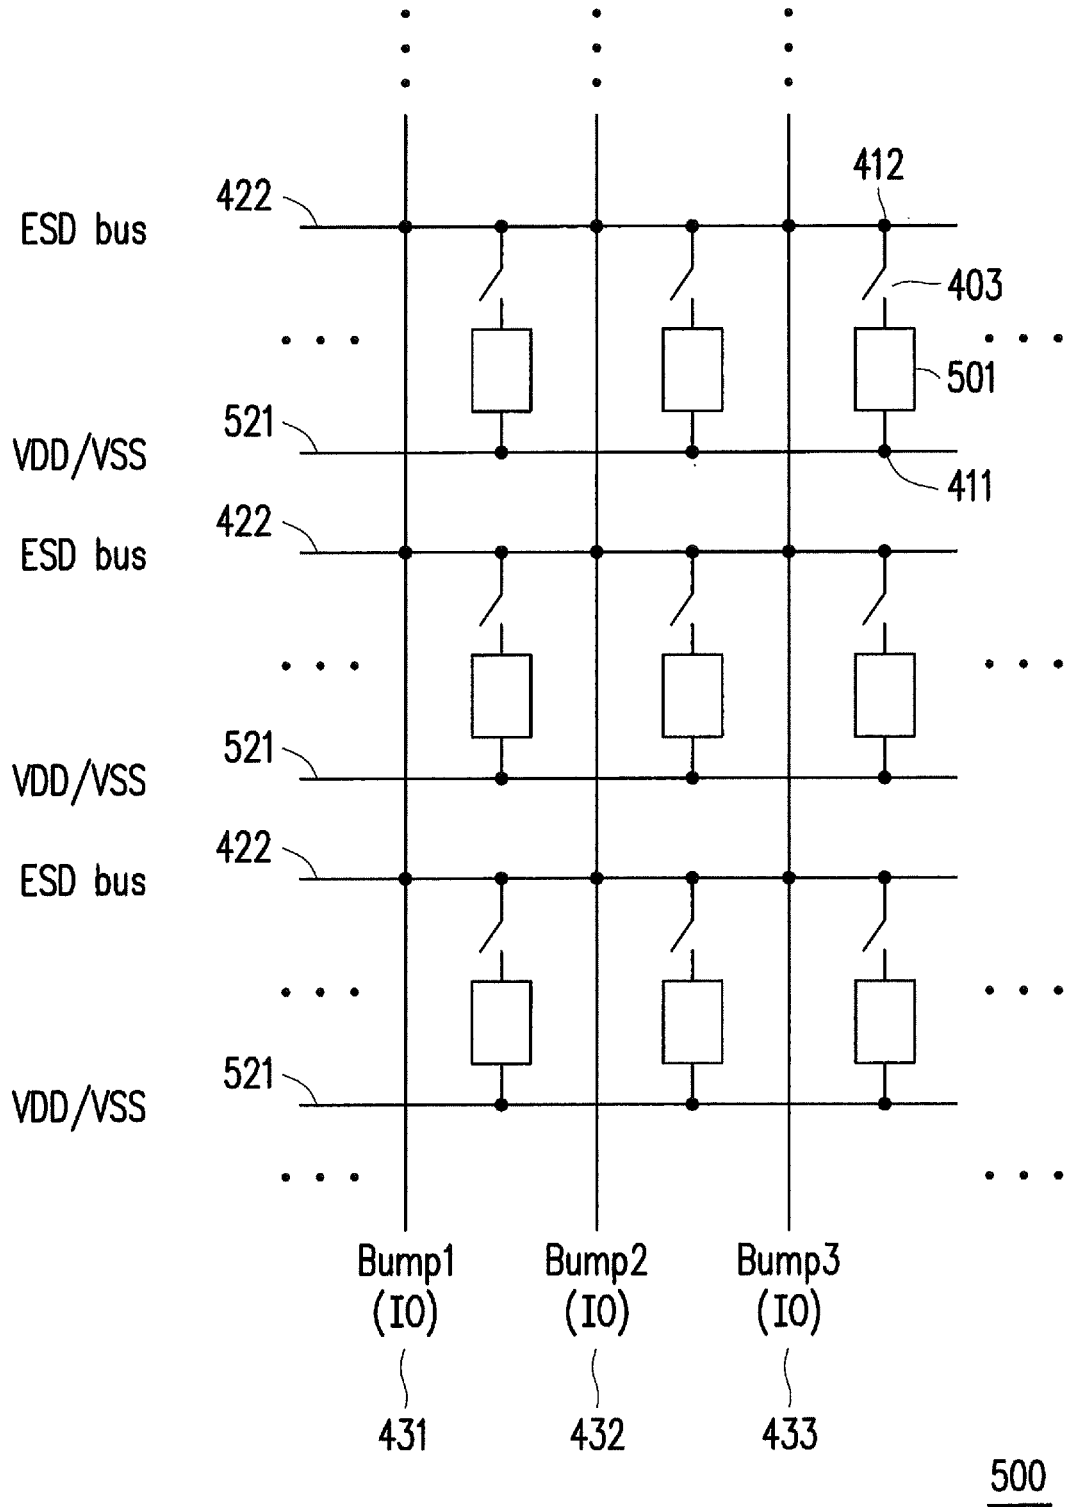 412
422
ESD bus
403
501
521
VDD/VSS
411
422
ESD bus
521
VDD/VSS
422
ESD bus
521
VDD/VSS
Bump1 Bump2 Bump3
(IO) (IO) (IO)
431 432 433
500